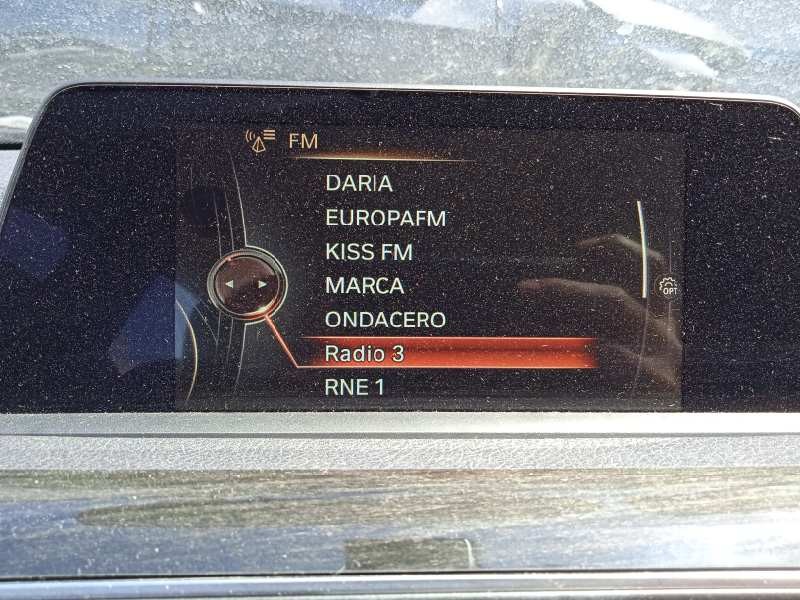 FM
DARIA
EUROPAFM
KISS FM
MARCA
ONDACERO
OPT
Radio 3
RNE 1